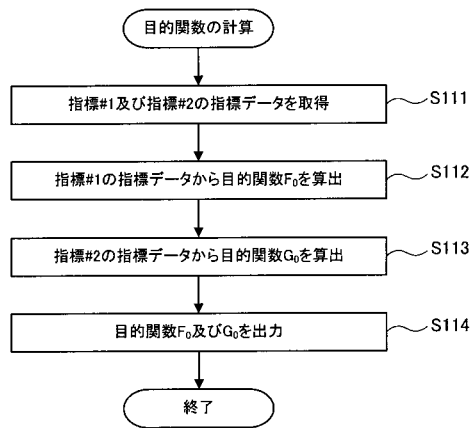 目的関数の計算
指標#1及び指標#2の指標データを取得
S111
指標#1の指標データから目的関数F₀を算出
S112
指標#2の指標データから目的関数G₀を算出
S113
目的関数F₀及びG₀を出力
S114
終了